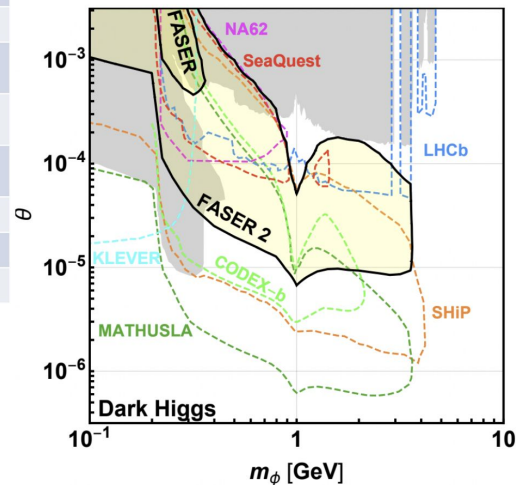 NA62
FASER
SeaQuest
10⁻³
LHCb
10⁻⁴
θ
FASER 2
10⁻⁵
KLEVER
CODEX-b
SHiP
MATHUSLA
10⁻⁶
Dark Higgs
10⁻¹
1
10
mϕ [GeV]